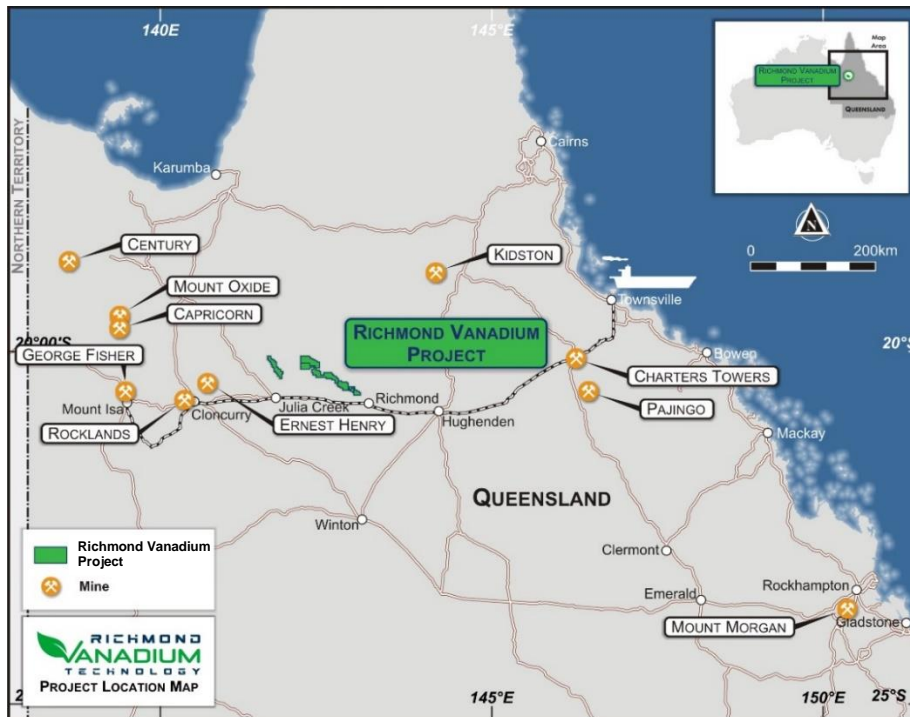 140E
145°E
Map
Area
RICHMOND VANADIUM
PROJECT
QUEENSLAND
Cairns
Karumba
NORTHERN TERRITORY
CENTURY
KIDSTON
N
0
200km
MOUNT OXIDE
CAPRICORN
Townsville
RICHMOND VANADIUM
PROJECT
20°00'S
20°S
GEORGE FISHER
Bowen
CHARTERS TOWERS
Mount Isa
Cloncurry
Julia Creek
Richmond
PAJINGO
ROCKLANDS
ERNEST HENRY
Hughenden
Mackay
QUEENSLAND
Winton
Clermont
Richmond Vanadium
Project
Mine
Emerald
Rockhampton
MOUNT MORGAN
Gladstone
RICHMOND
VANADIUM
TECHNOLOGY
PROJECT LOCATION MAP
145°E
150°E
25°S